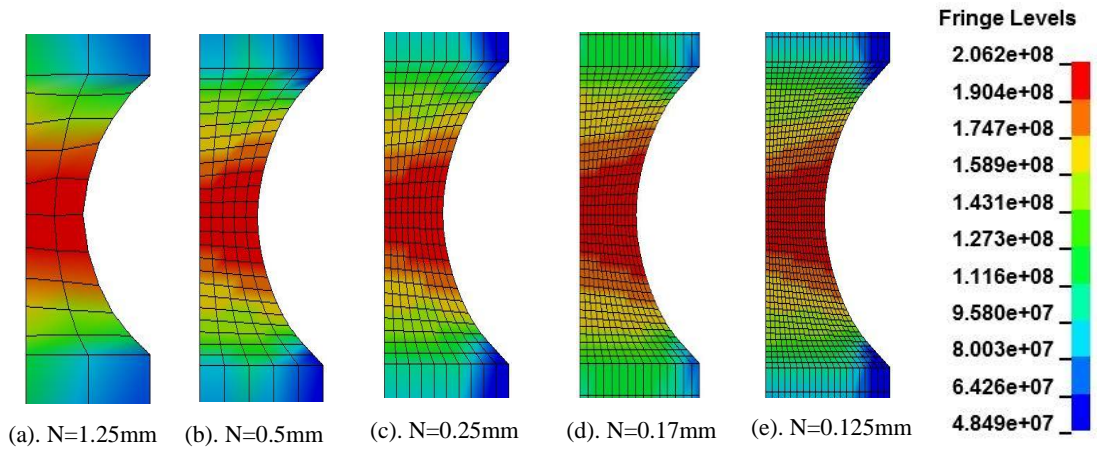 Fringe Levels
2.062e+08
1.904e+08
1.747e+08
1.589e+08
1.431e+08
1.273e+08
1.116e+08
9.580e+07
8.003e+07
6.426e+07
4.849e+07
(a). N=1.25mm
(b). N=0.5mm
(c). N=0.25mm
(d). N=0.17mm
(e). N=0.125mm